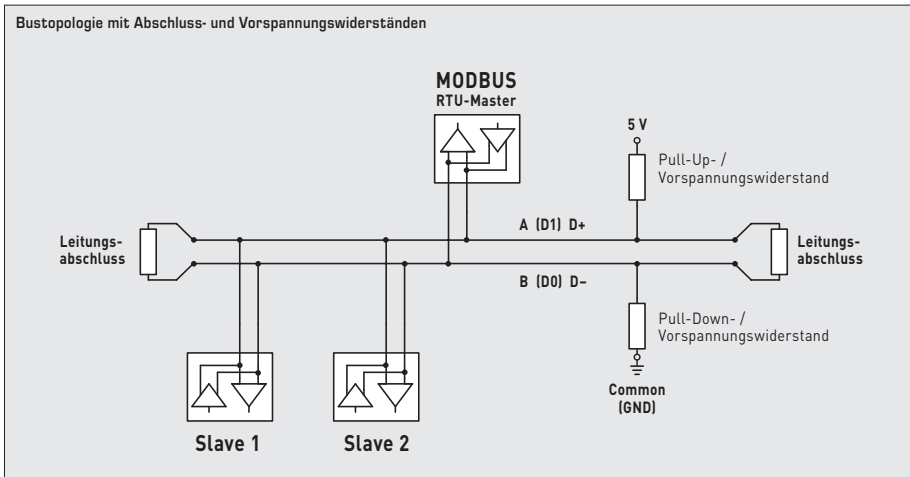 Bustopologie mit Abschluss- und Vorspannungswiderständen
MODBUS
RTU-Master
5 V
Pull-Up- /
Vorspannungswiderstand
A (D1) D+
Leitungs-
abschluss
Leitungs-
abschluss
B (D0) D–
Pull-Down- /
Vorspannungswiderstand
Common
(GND)
Slave 1
Slave 2